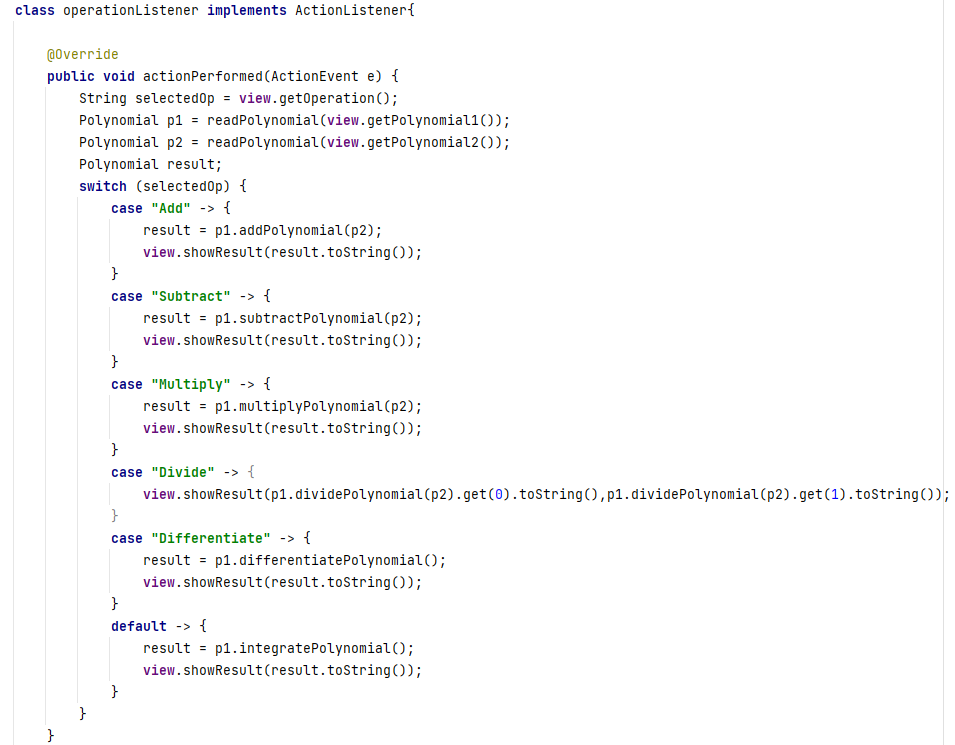 class operationListener implements ActionListener{
@Override
public void actionPerformed(ActionEvent e) {
String selectedOp = view.getOperation();
Polynomial p1 = readPolynomial(view.getPolynomial1());
Polynomial p2 = readPolynomial(view.getPolynomial2());
Polynomial result;
switch (selectedOp) {
case "Add" -> {
result = p1.addPolynomial(p2);
view.showResult(result.toString());
}
case "Subtract" -> {
result = p1.subtractPolynomial(p2);
view.showResult(result.toString());
}
case "Multiply" -> {
result = p1.multiplyPolynomial(p2);
view.showResult(result.toString());
}
case "Divide" -> {
view.showResult(p1.dividePolynomial(p2).get(0).toString(),p1.dividePolynomial(p2).get(1).toString());
}
case "Differentiate" -> {
result = p1.differentiatePolynomial();
view.showResult(result.toString());
}
default -> {
result = p1.integratePolynomial();
view.showResult(result.toString());
}
}
}